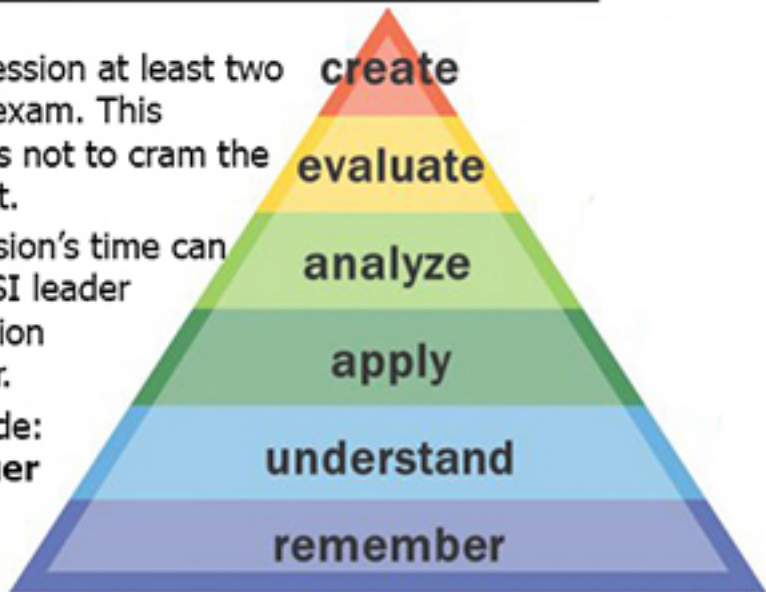 ession at least two
exam. This
s not to cram the
t.
sion's time can
SI leader
ion
r.
de:
er
create
evaluate
analyze
apply
understand
remember